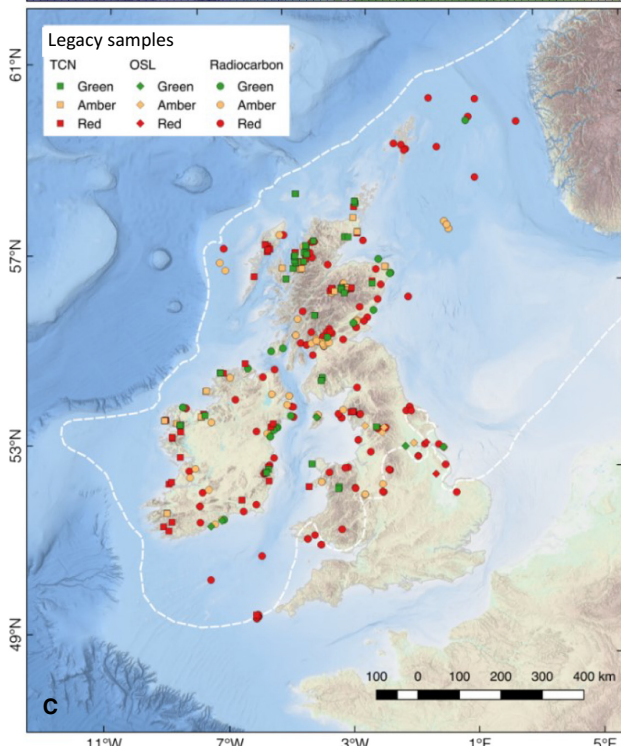 Legacy samples
TCN OSL Radiocarbon
Green Green Green
Amber Amber Amber
Red Red Red
61°N
57°N
53°N
49°N
100 0 100 200 300 400 km
C
11°W 7°W 3°W 1°E 5°E